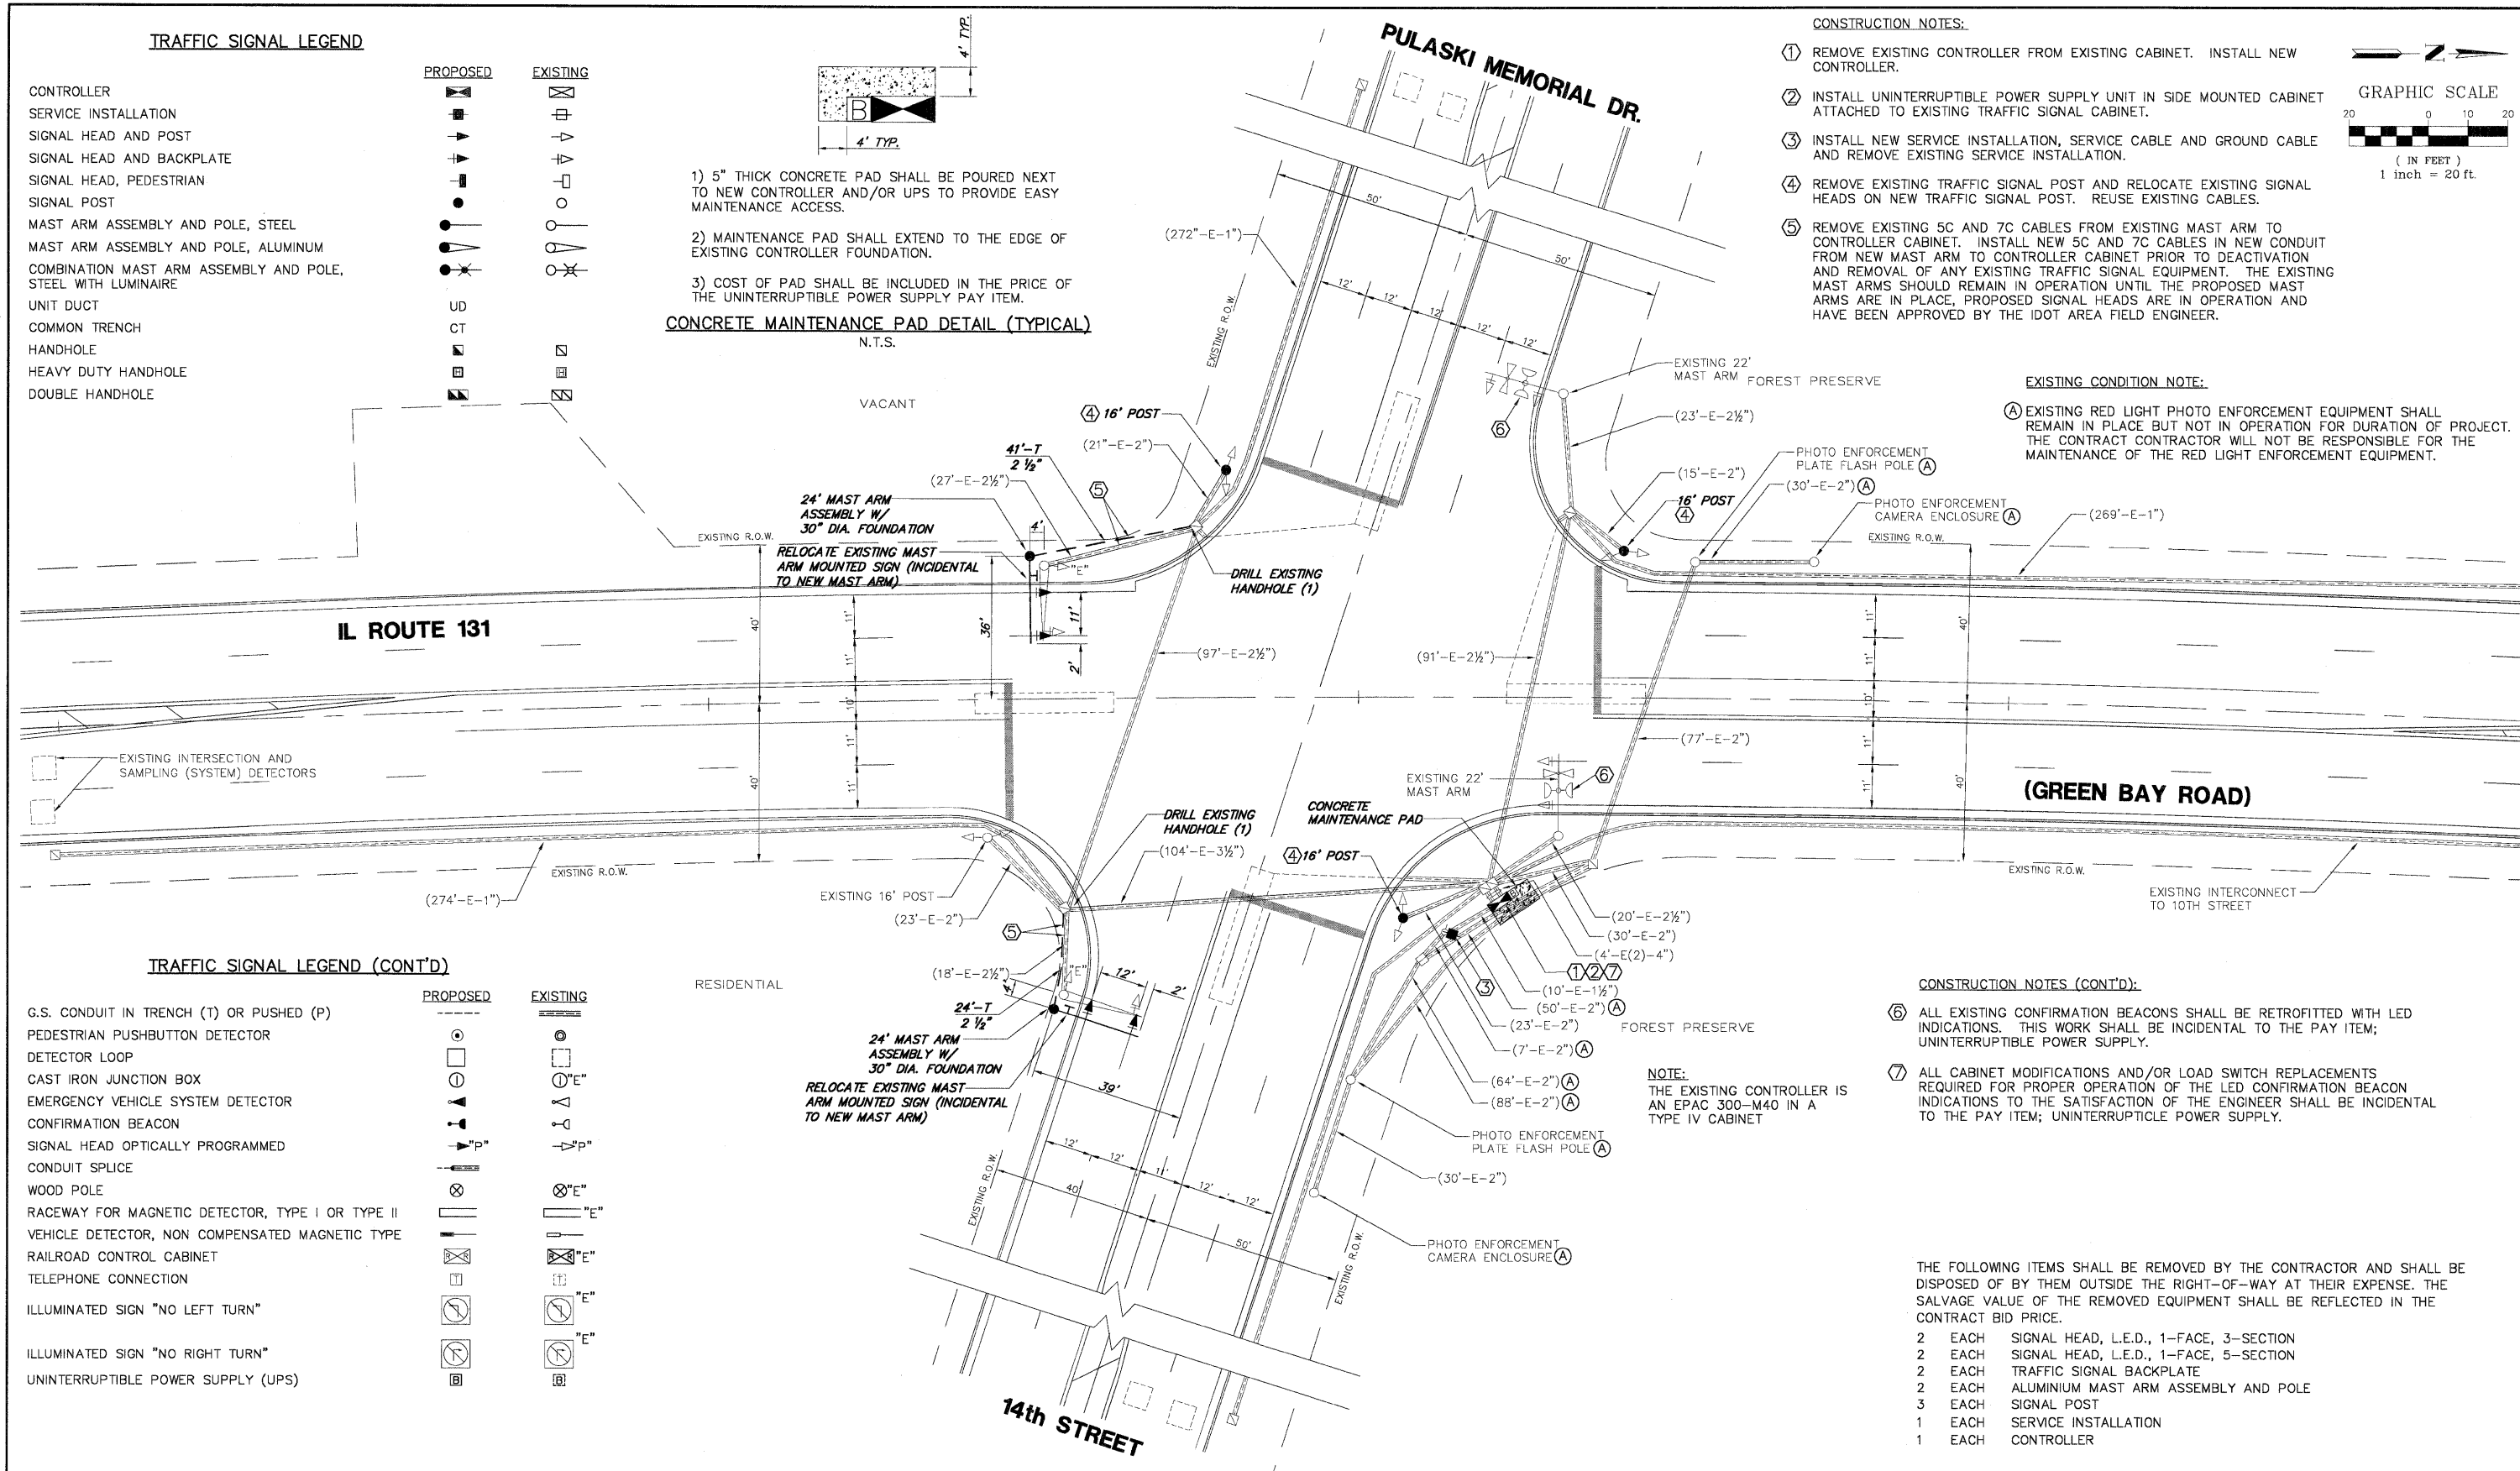 TRAFFIC SIGNAL LEGEND
PROPOSED EXISTING
CONTROLLER
SERVICE INSTALLATION
SIGNAL HEAD AND POST
SIGNAL HEAD AND BACKPLATE
SIGNAL HEAD, PEDESTRIAN
SIGNAL POST
MAST ARM ASSEMBLY AND POLE, STEEL
MAST ARM ASSEMBLY AND POLE, ALUMINUM
COMBINATION MAST ARM ASSEMBLY AND POLE,
STEEL WITH LUMINAIRE
UNIT DUCT UD
COMMON TRENCH CT
HANDHOLE
HEAVY DUTY HANDHOLE H H
DOUBLE HANDHOLE
4' TYP.
B
4' TYP.
1) 5" THICK CONCRETE PAD SHALL BE POURED NEXT
TO NEW CONTROLLER AND/OR UPS TO PROVIDE EASY
MAINTENANCE ACCESS.
2) MAINTENANCE PAD SHALL EXTEND TO THE EDGE OF
EXISTING CONTROLLER FOUNDATION.
3) COST OF PAD SHALL BE INCLUDED IN THE PRICE OF
THE UNINTERRUPTIBLE POWER SUPPLY PAY ITEM.
CONCRETE MAINTENANCE PAD DETAIL (TYPICAL)
N.T.S.
PULASKI MEMORIAL DR.
CONSTRUCTION NOTES:
1 REMOVE EXISTING CONTROLLER FROM EXISTING CABINET. INSTALL NEW
CONTROLLER.
2 INSTALL UNINTERRUPTIBLE POWER SUPPLY UNIT IN SIDE MOUNTED CABINET
ATTACHED TO EXISTING TRAFFIC SIGNAL CABINET.
3 INSTALL NEW SERVICE INSTALLATION, SERVICE CABLE AND GROUND CABLE
AND REMOVE EXISTING SERVICE INSTALLATION.
4 REMOVE EXISTING TRAFFIC SIGNAL POST AND RELOCATE EXISTING SIGNAL
HEADS ON NEW TRAFFIC SIGNAL POST. REUSE EXISTING CABLES.
5 REMOVE EXISTING 5C AND 7C CABLES FROM EXISTING MAST ARM TO
CONTROLLER CABINET. INSTALL NEW 5C AND 7C CABLES IN NEW CONDUIT
FROM NEW MAST ARM TO CONTROLLER CABINET PRIOR TO DEACTIVATION
AND REMOVAL OF ANY EXISTING TRAFFIC SIGNAL EQUIPMENT. THE EXISTING
MAST ARMS SHOULD REMAIN IN OPERATION UNTIL THE PROPOSED MAST
ARMS ARE IN PLACE, PROPOSED SIGNAL HEADS ARE IN OPERATION AND
HAVE BEEN APPROVED BY THE IDOT AREA FIELD ENGINEER.
Z
GRAPHIC SCALE
20 0 10 20
( IN FEET )
1 inch = 20 ft.
EXISTING CONDITION NOTE:
A EXISTING RED LIGHT PHOTO ENFORCEMENT EQUIPMENT SHALL
REMAIN IN PLACE BUT NOT IN OPERATION FOR DURATION OF PROJECT.
THE CONTRACT CONTRACTOR WILL NOT BE RESPONSIBLE FOR THE
MAINTENANCE OF THE RED LIGHT ENFORCEMENT EQUIPMENT.
(272"-E-1")
50'
50'
12'
12'
12'
12'
12'
EXISTING R.O.W.
EXISTING 22'
MAST ARM
FOREST PRESERVE
(23'-E-2½")
6
VACANT
4 16' POST
(21"-E-2")
41'-T
2 ½"
(27'-E-2½")
5
24' MAST ARM
ASSEMBLY W/
30" DIA. FOUNDATION
4'
EXISTING R.O.W.
RELOCATE EXISTING MAST
ARM MOUNTED SIGN (INCIDENTAL
TO NEW MAST ARM)
"E"
DRILL EXISTING
HANDHOLE (1)
PHOTO ENFORCEMENT
PLATE FLASH POLE A
(15'-E-2")
(30'-E-2") A
16' POST
4
PHOTO ENFORCEMENT
CAMERA ENCLOSURE A
(269'-E-1")
EXISTING R.O.W.
IL ROUTE 131
40'
11'
11'
10'
11'
11'
40'
36'
11'
2'
(97'-E-2½")
(91'-E-2½")
11'
11'
10'
11'
11'
40'
40'
(77'-E-2")
EXISTING INTERSECTION AND
SAMPLING (SYSTEM) DETECTORS
EXISTING 22'
MAST ARM
6
(GREEN BAY ROAD)
DRILL EXISTING
HANDHOLE (1)
CONCRETE
MAINTENANCE PAD
(104'-E-3½")
4 16' POST
EXISTING R.O.W.
(274'-E-1")
EXISTING 16' POST
(23'-E-2")
5
EXISTING R.O.W.
EXISTING INTERCONNECT
TO 10TH STREET
(20'-E-2½")
(30'-E-2")
(4'-E(2)-4")
1 2 7
(10'-E-1½")
3
(50'-E-2") A
(23'-E-2")
FOREST PRESERVE
(7'-E-2") A
(64'-E-2") A
(88'-E-2") A
RESIDENTIAL
(18'-E-2½")
"E"
4'
12'
2'
24'-T
2 ½"
24' MAST ARM
ASSEMBLY W/
30" DIA. FOUNDATION
RELOCATE EXISTING MAST
ARM MOUNTED SIGN (INCIDENTAL
TO NEW MAST ARM)
39'
NOTE:
THE EXISTING CONTROLLER IS
AN EPAC 300-M40 IN A
TYPE IV CABINET
PHOTO ENFORCEMENT
PLATE FLASH POLE A
(30'-E-2")
PHOTO ENFORCEMENT
CAMERA ENCLOSURE A
12'
12'
11'
12'
12'
40'
50'
EXISTING R.O.W.
EXISTING R.O.W.
14th STREET
TRAFFIC SIGNAL LEGEND (CONT'D)
PROPOSED EXISTING
G.S. CONDUIT IN TRENCH (T) OR PUSHED (P)
PEDESTRIAN PUSHBUTTON DETECTOR
DETECTOR LOOP
CAST IRON JUNCTION BOX "E"
EMERGENCY VEHICLE SYSTEM DETECTOR
CONFIRMATION BEACON
SIGNAL HEAD OPTICALLY PROGRAMMED "P" "P"
CONDUIT SPLICE
WOOD POLE "E"
RACEWAY FOR MAGNETIC DETECTOR, TYPE I OR TYPE II "E"
VEHICLE DETECTOR, NON COMPENSATED MAGNETIC TYPE
RAILROAD CONTROL CABINET "E"
TELEPHONE CONNECTION T T
ILLUMINATED SIGN "NO LEFT TURN" "E"
ILLUMINATED SIGN "NO RIGHT TURN" "E"
UNINTERRUPTIBLE POWER SUPPLY (UPS) B B
CONSTRUCTION NOTES (CONT'D):
6 ALL EXISTING CONFIRMATION BEACONS SHALL BE RETROFITTED WITH LED
INDICATIONS. THIS WORK SHALL BE INCIDENTAL TO THE PAY ITEM;
UNINTERRUPTIBLE POWER SUPPLY.
7 ALL CABINET MODIFICATIONS AND/OR LOAD SWITCH REPLACEMENTS
REQUIRED FOR PROPER OPERATION OF THE LED CONFIRMATION BEACON
INDICATIONS TO THE SATISFACTION OF THE ENGINEER SHALL BE INCIDENTAL
TO THE PAY ITEM; UNINTERRUPTICLE POWER SUPPLY.
THE FOLLOWING ITEMS SHALL BE REMOVED BY THE CONTRACTOR AND SHALL BE
DISPOSED OF BY THEM OUTSIDE THE RIGHT-OF-WAY AT THEIR EXPENSE. THE
SALVAGE VALUE OF THE REMOVED EQUIPMENT SHALL BE REFLECTED IN THE
CONTRACT BID PRICE.
2 EACH SIGNAL HEAD, L.E.D., 1-FACE, 3-SECTION
2 EACH SIGNAL HEAD, L.E.D., 1-FACE, 5-SECTION
2 EACH TRAFFIC SIGNAL BACKPLATE
2 EACH ALUMINIUM MAST ARM ASSEMBLY AND POLE
3 EACH SIGNAL POST
1 EACH SERVICE INSTALLATION
1 EACH CONTROLLER